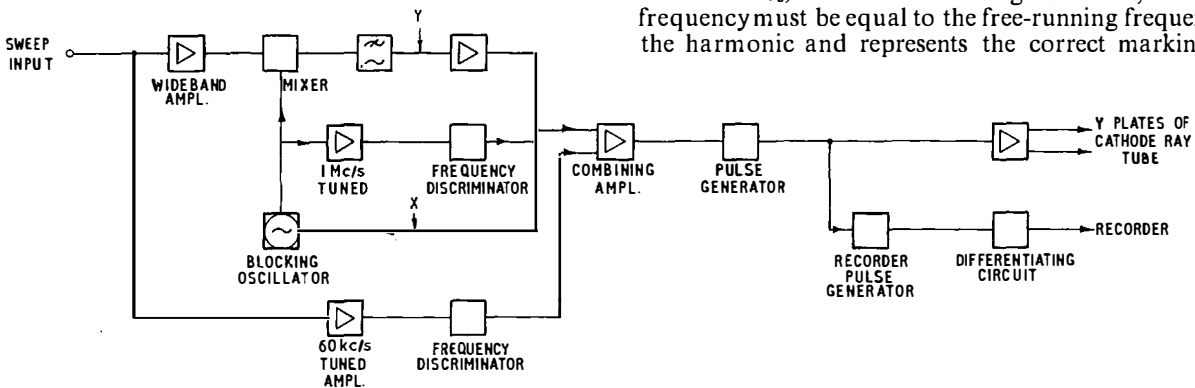 frequency must be equal to the free-running
the harmonic and represents the correct
SWEEP
INPUT
WIDEBAND
AMPL.
MIXER
Y
1 Mc/s
TUNED
FREQUENCY
DISCRIMINATOR
X
BLOCKING
OSCILLATOR
60 kc/s
TUNED
AMPL.
FREQUENCY
DISCRIMINATOR
COMBINING
AMPL.
PULSE
GENERATOR
Y PLATES OF
CATHODE RAY
TUBE
RECORDER
PULSE
GENERATOR
DIFFERENTIATING
CIRCUIT
RECORDER